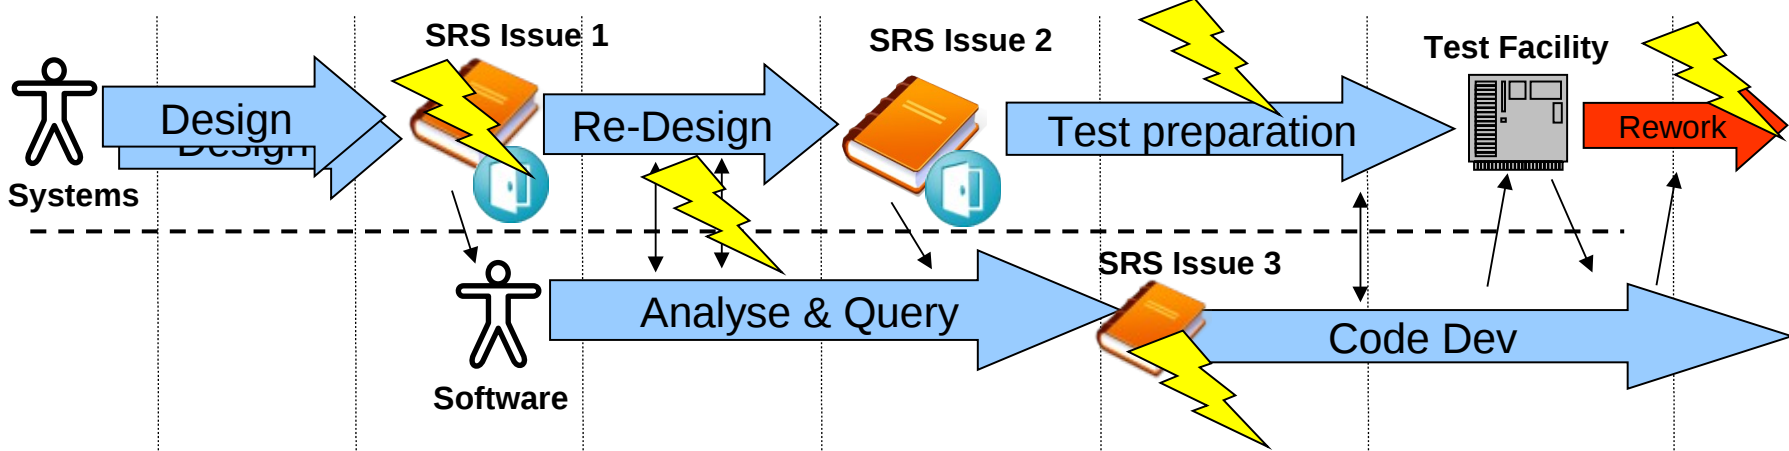 SRS Issue 1
SRS Issue 2
Test Facility
Design
Design
Re-Design
Test preparation
Rework
Systems
SRS Issue 3
Analyse & Query
Code Dev
Software